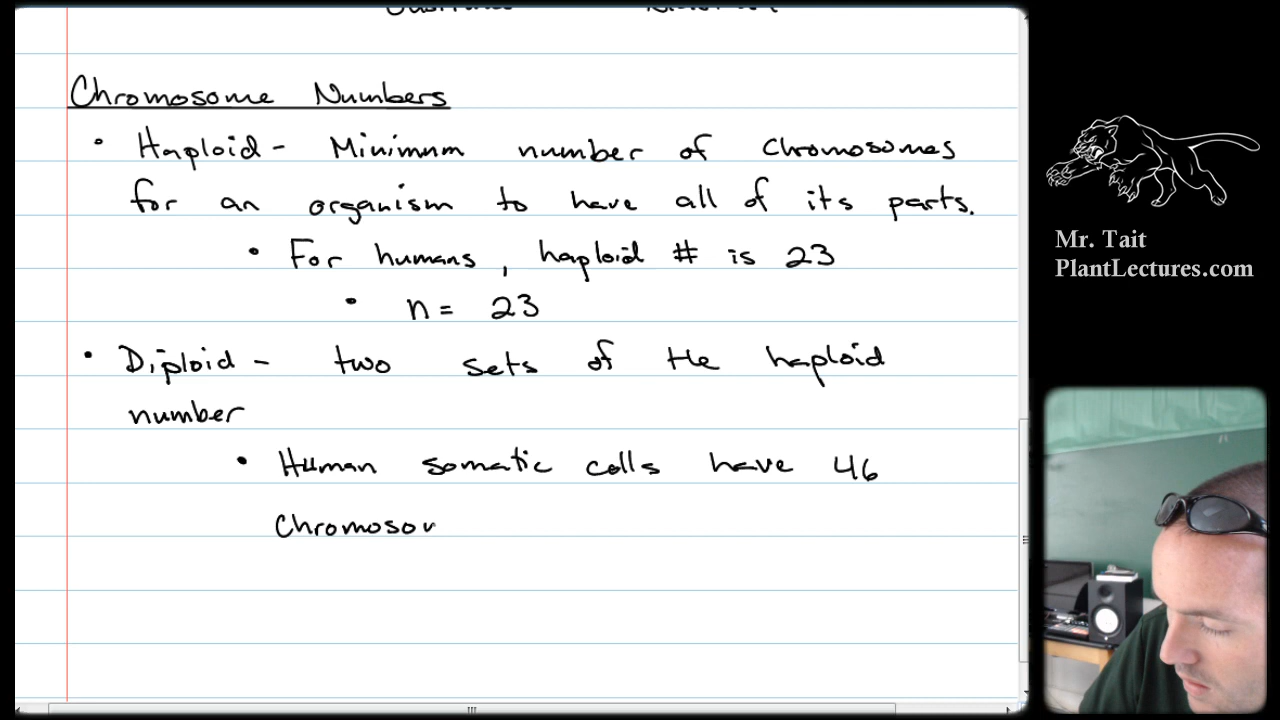 Chromosome Numbers
• Haploid - Minimum number of chromosomes
for an organism to have all of its parts.
• For humans, haploid # is 23
• n = 23
• Diploid - two sets of the haploid
number
• Human somatic cells have 46
Chromoso
Mr. Tait
PlantLectures.com